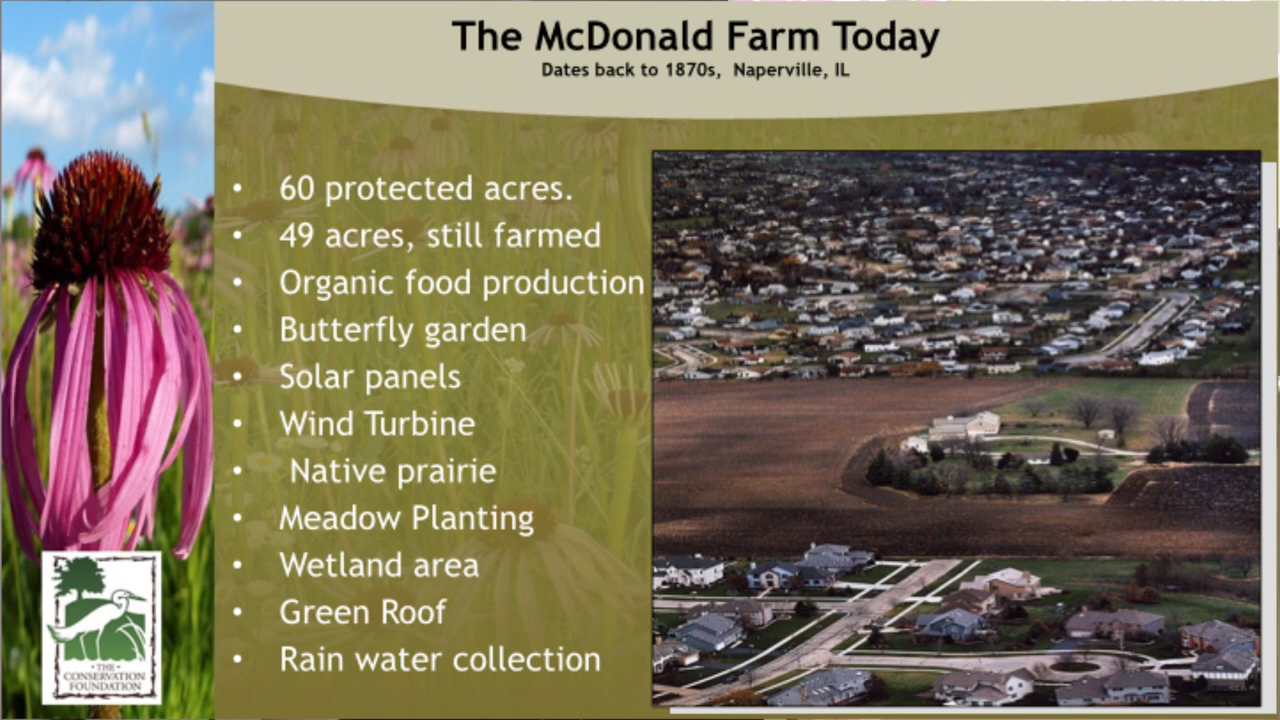 The McDonald Farm Today
Dates back to 1870s, Naperville, IL
• 60 protected acres.
• 49 acres, still farmed
• Organic food production
• Butterfly garden
• Solar panels
• Wind Turbine
• Native prairie
• Meadow Planting
• Wetland area
• Green Roof
• Rain water collection
• THE •
CONSERVATION
FOUNDATION